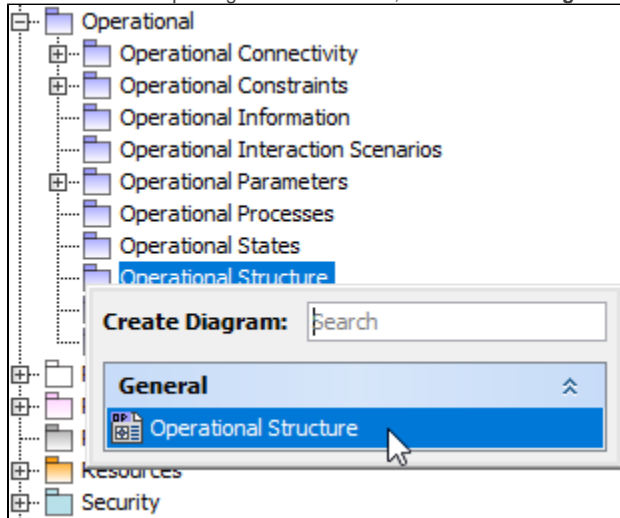 Operational
Operational Connectivity
Operational Constraints
Operational Information
Operational Interaction Scenarios
Operational Parameters
Operational Processes
Operational States
Operational Structure
Create Diagram: Search
General
Operational Structure
Resources
Security